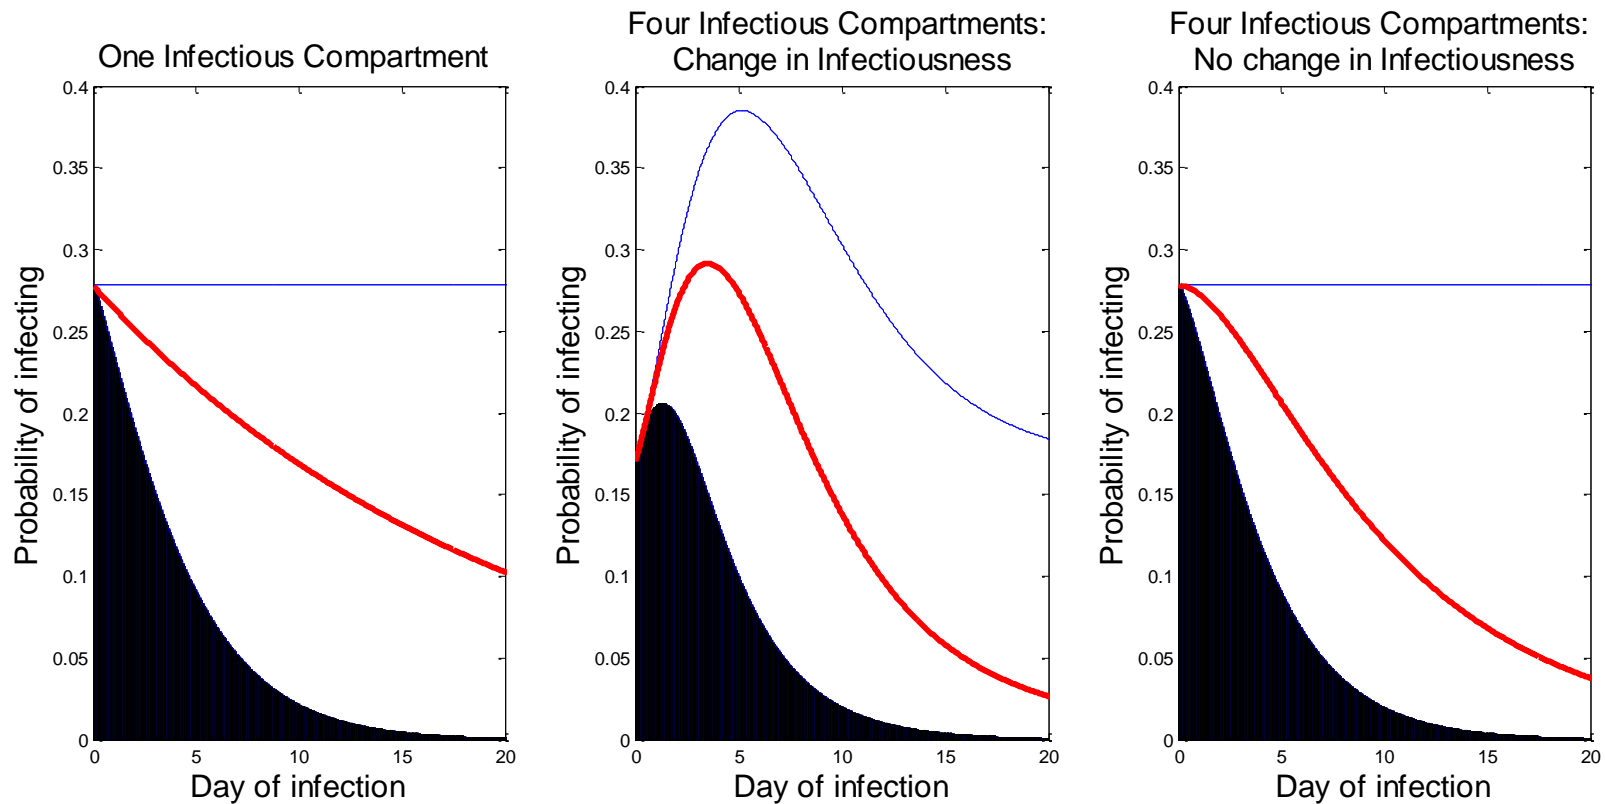 One Infectious Compartment
0.4
0.35
0.3
0.25
0.2
0.15
0.1
0.05
0
0 5 10 15 20
Probability of infecting
Day of infection
Four Infectious Compartments:
Change in Infectiousness
0.4
0.35
0.3
0.25
0.2
0.15
0.1
0.05
0
0 5 10 15 20
Probability of infecting
Day of infection
Four Infectious Compartments:
No change in Infectiousness
0.4
0.35
0.3
0.25
0.2
0.15
0.1
0.05
0
0 5 10 15 20
Probability of infecting
Day of infection